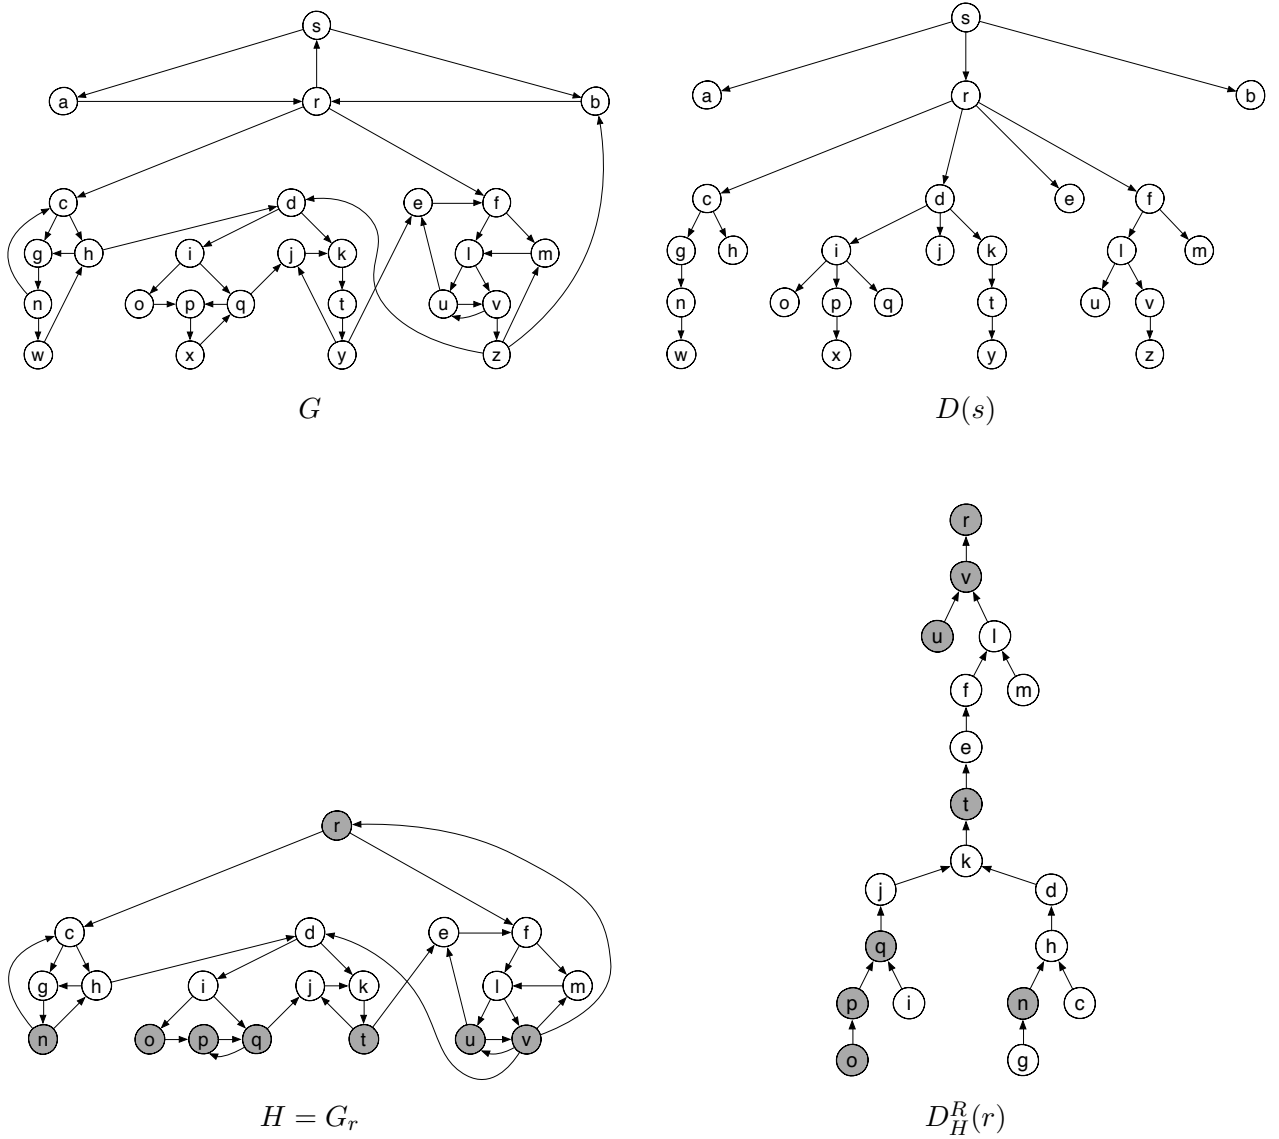 s
s
a r b
a r b
c d e f
c d e f
g h i j k l m
g h i j k l m
n o p q t u v
n o p q t u v
w x y z
w x y z
G
D(s)
r
v
u l
f m
e
t
r
k
j d
c d e f
q h
g h i j k l m
p i n c
n o p q t u v
o g
H = G_r
D_H^R(r)